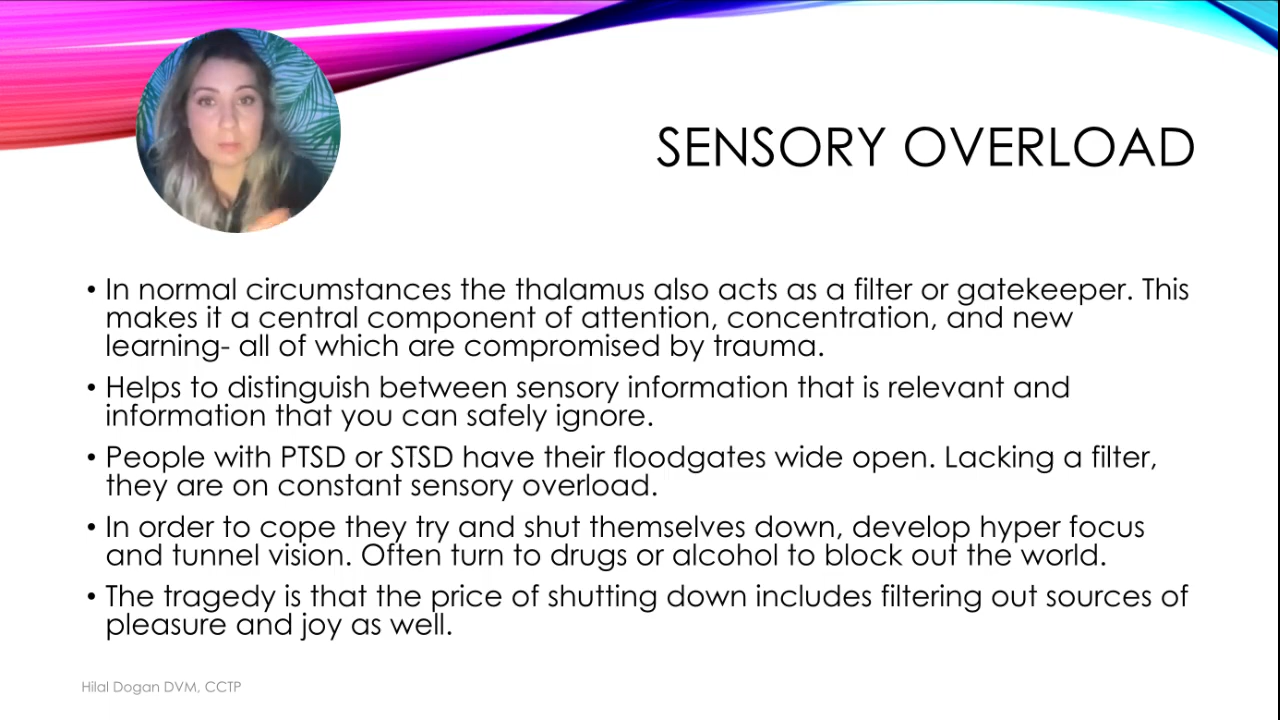 SENSORY OVERLOAD
• In normal circumstances the thalamus also acts as a filter or gatekeeper. This
makes it a central component of attention, concentration, and new
learning- all of which are compromised by trauma.
• Helps to distinguish between sensory information that is relevant and
information that you can safely ignore.
• People with PTSD or STSD have their floodgates wide open. Lacking a filter,
they are on constant sensory overload.
• In order to cope they try and shut themselves down, develop hyper focus
and tunnel vision. Often turn to drugs or alcohol to block out the world.
• The tragedy is that the price of shutting down includes filtering out sources of
pleasure and joy as well.
Hilal Dogan DVM, CCTP